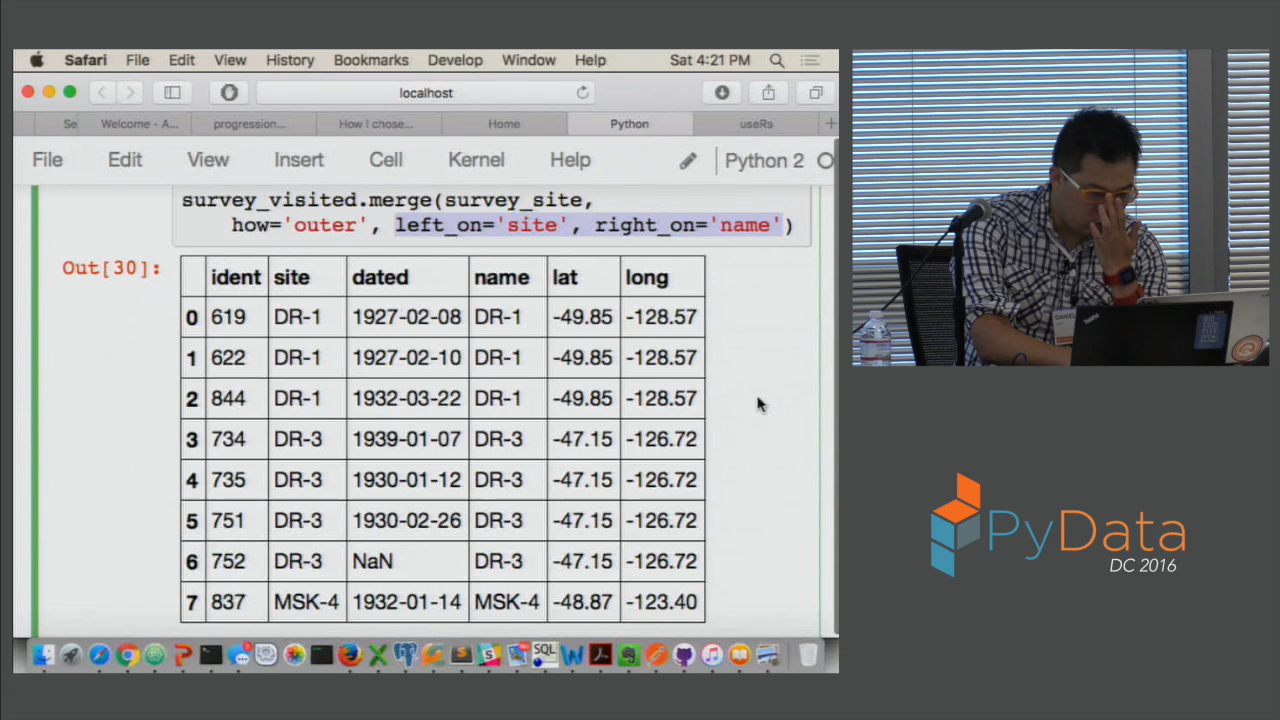 Safari File Edit View History Bookmarks Develop Window Help Sat 4:21 PM
localhost
Se Welcome - A... progression... How I chose... Home Python useRs
File Edit View Insert Cell Kernel Help Python 2
survey_visited.merge(survey_site,
how='outer', left_on='site', right_on='name')
Out[30]:
ident site dated name lat long
0 619 DR-1 1927-02-08 DR-1 -49.85 -128.57
1 622 DR-1 1927-02-10 DR-1 -49.85 -128.57
2 844 DR-1 1932-03-22 DR-1 -49.85 -128.57
3 734 DR-3 1939-01-07 DR-3 -47.15 -126.72
4 735 DR-3 1930-01-12 DR-3 -47.15 -126.72
5 751 DR-3 1930-02-26 DR-3 -47.15 -126.72
6 752 DR-3 NaN DR-3 -47.15 -126.72
7 837 MSK-4 1932-01-14 MSK-4 -48.87 -123.40
SQL
DANIEL
ThinkPad
PyData
DC 2016